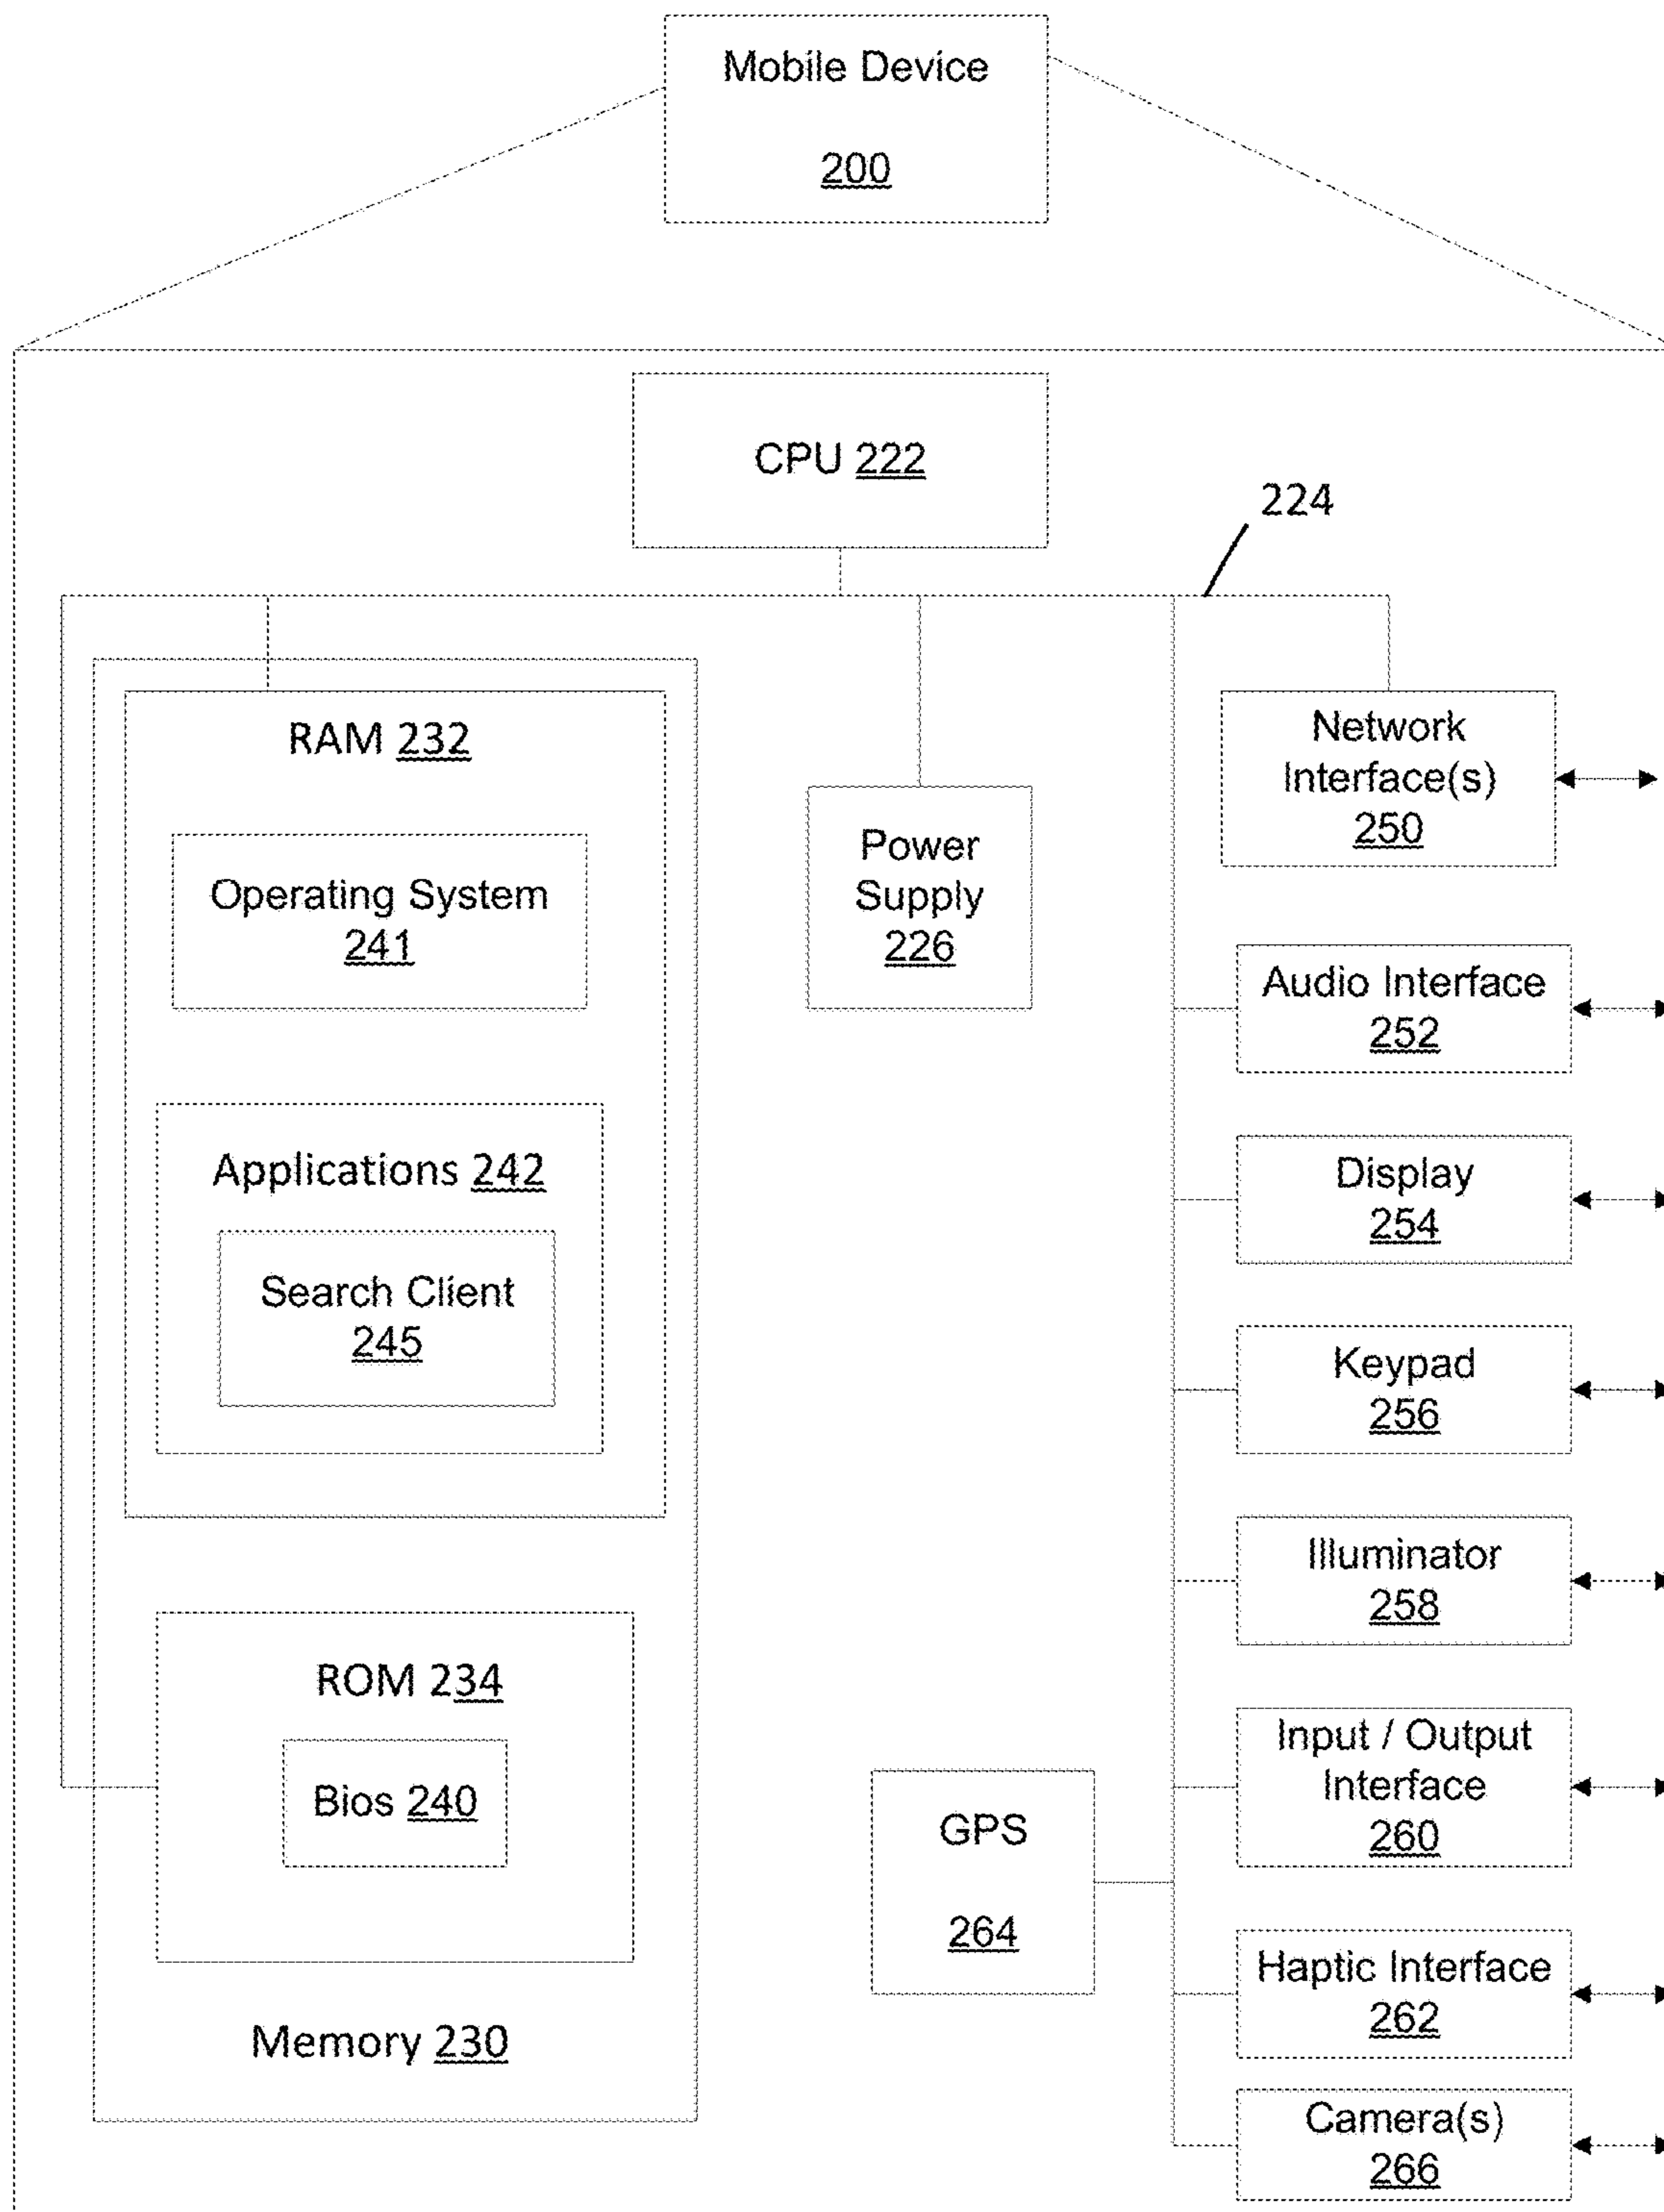 Mobile Device
200
CPU 222
224
RAM 232
Operating System
241
Applications 242
Search Client
245
ROM 234
Bios 240
Memory 230
Power
Supply
226
GPS
264
Network
Interface(s)
250
Audio Interface
252
Display
254
Keypad
256
Illuminator
258
Input / Output
Interface
260
Haptic Interface
262
Camera(s)
266